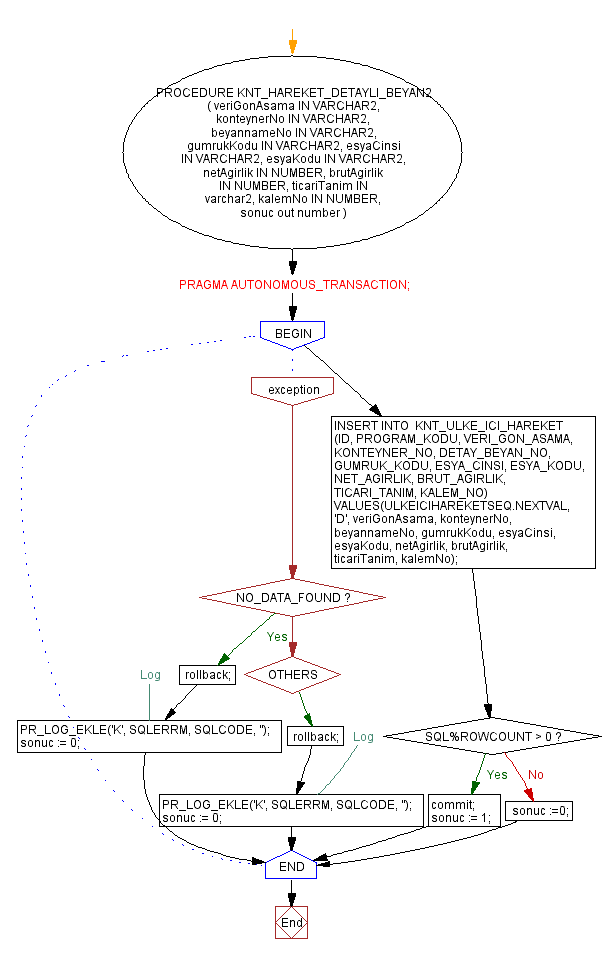 PROCEDURE KNT_HAREKET_DETAYLI_BEYAN2
( veriGonAsama IN VARCHAR2,
konteynerNo IN VARCHAR2,
beyannameNo IN VARCHAR2,
gumrukKodu IN VARCHAR2, esyaCinsi
IN VARCHAR2, esyaKodu IN VARCHAR2,
netAgirlik IN NUMBER, brutAgirlik
IN NUMBER, ticariTanim IN
varchar2, kalemNo IN NUMBER,
sonuc out number )
PRAGMA AUTONOMOUS_TRANSACTION;
BEGIN
exception
INSERT INTO  KNT_ULKE_ICI_HAREKET
(ID, PROGRAM_KODU, VERI_GON_ASAMA,
KONTEYNER_NO, DETAY_BEYAN_NO,
GUMRUK_KODU, ESYA_CINSI, ESYA_KODU,
NET_AGIRLIK, BRUT_AGIRLIK,
TICARI_TANIM, KALEM_NO)
VALUES(ULKEICIHAREKETSEQ.NEXTVAL,
'D', veriGonAsama, konteynerNo,
beyannameNo, gumrukKodu, esyaCinsi,
esyaKodu, netAgirlik, brutAgirlik,
ticariTanim, kalemNo);
NO_DATA_FOUND ?
Yes
Log
rollback;
OTHERS
PR_LOG_EKLE('K', SQLERRM, SQLCODE, '');
sonuc := 0;
rollback;
Log
SQL%ROWCOUNT > 0 ?
Yes
No
PR_LOG_EKLE('K', SQLERRM, SQLCODE, '');
sonuc := 0;
commit;
sonuc := 1;
sonuc :=0;
END
End